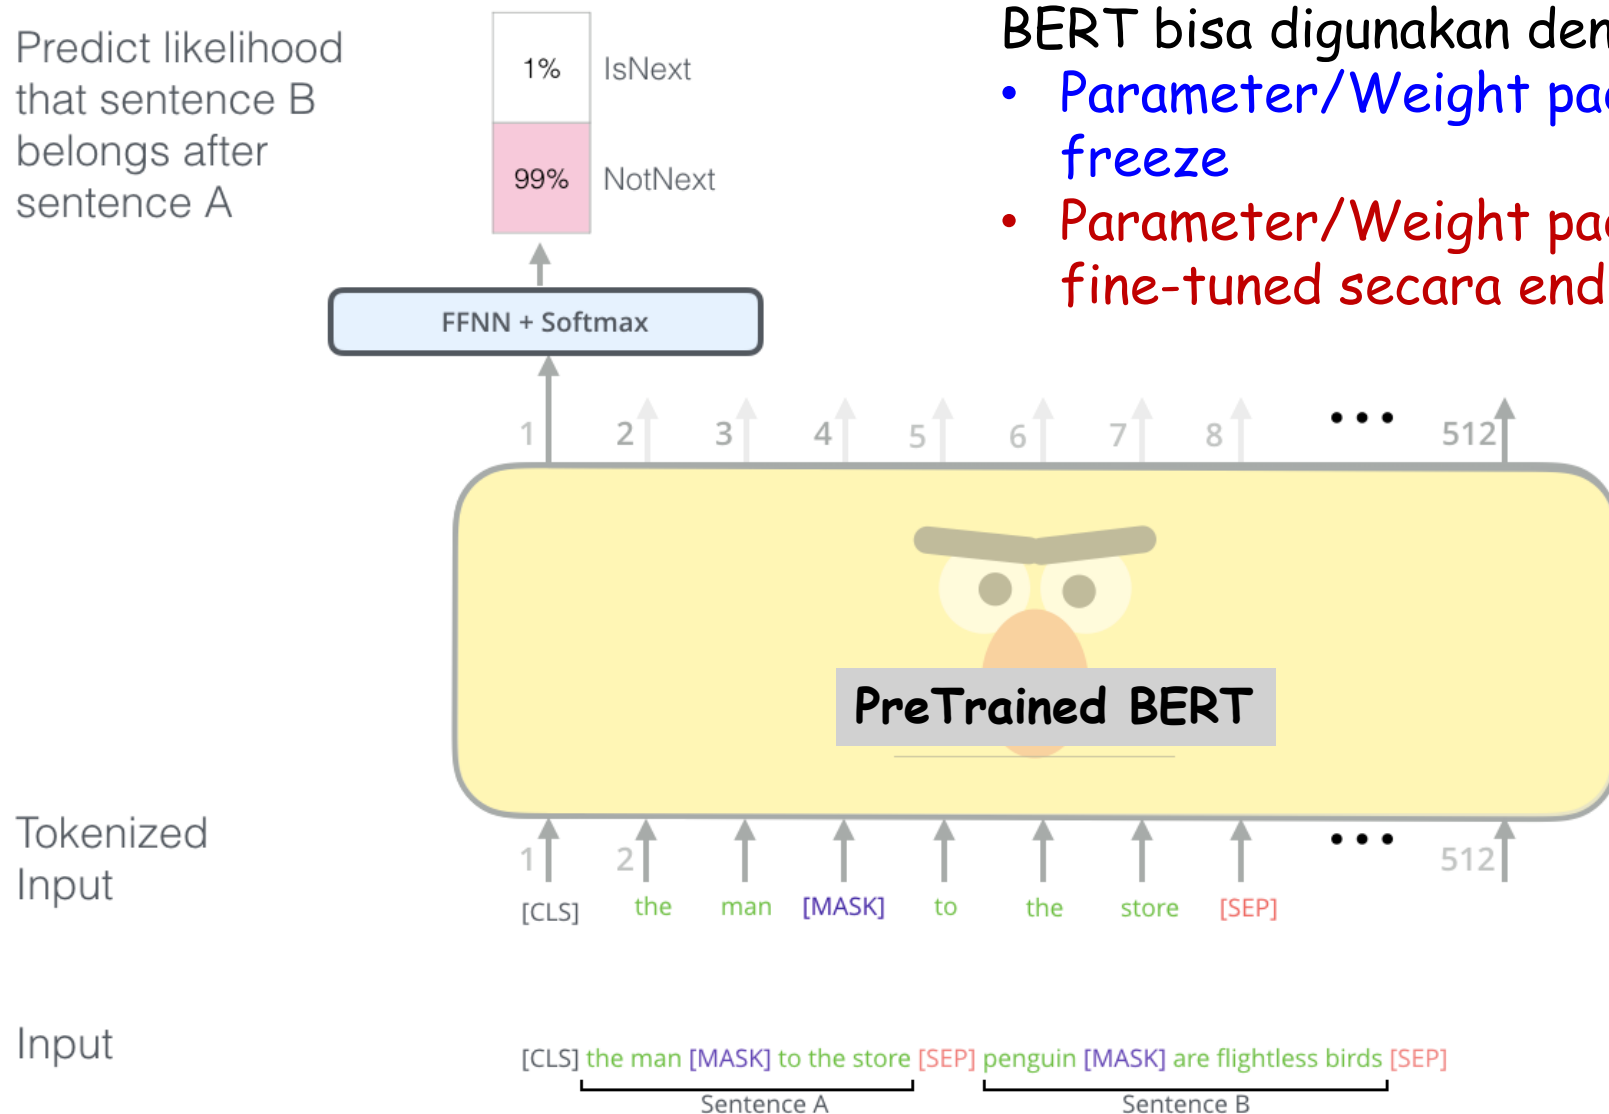 Predict likelihood
that sentence B
belongs after
sentence A
1% IsNext
99% NotNext
BERT bisa digunakan den
• Parameter/Weight pa
freeze
• Parameter/Weight pa
fine-tuned secara end
FFNN + Softmax
1 2 3 4 5 6 7 8 ••• 512
PreTrained BERT
Tokenized
Input
1 2 ••• 512
[CLS] the man [MASK] to the store [SEP]
Input
[CLS] the man [MASK] to the store [SEP] penguin [MASK] are flightless birds [SEP]
Sentence A Sentence B